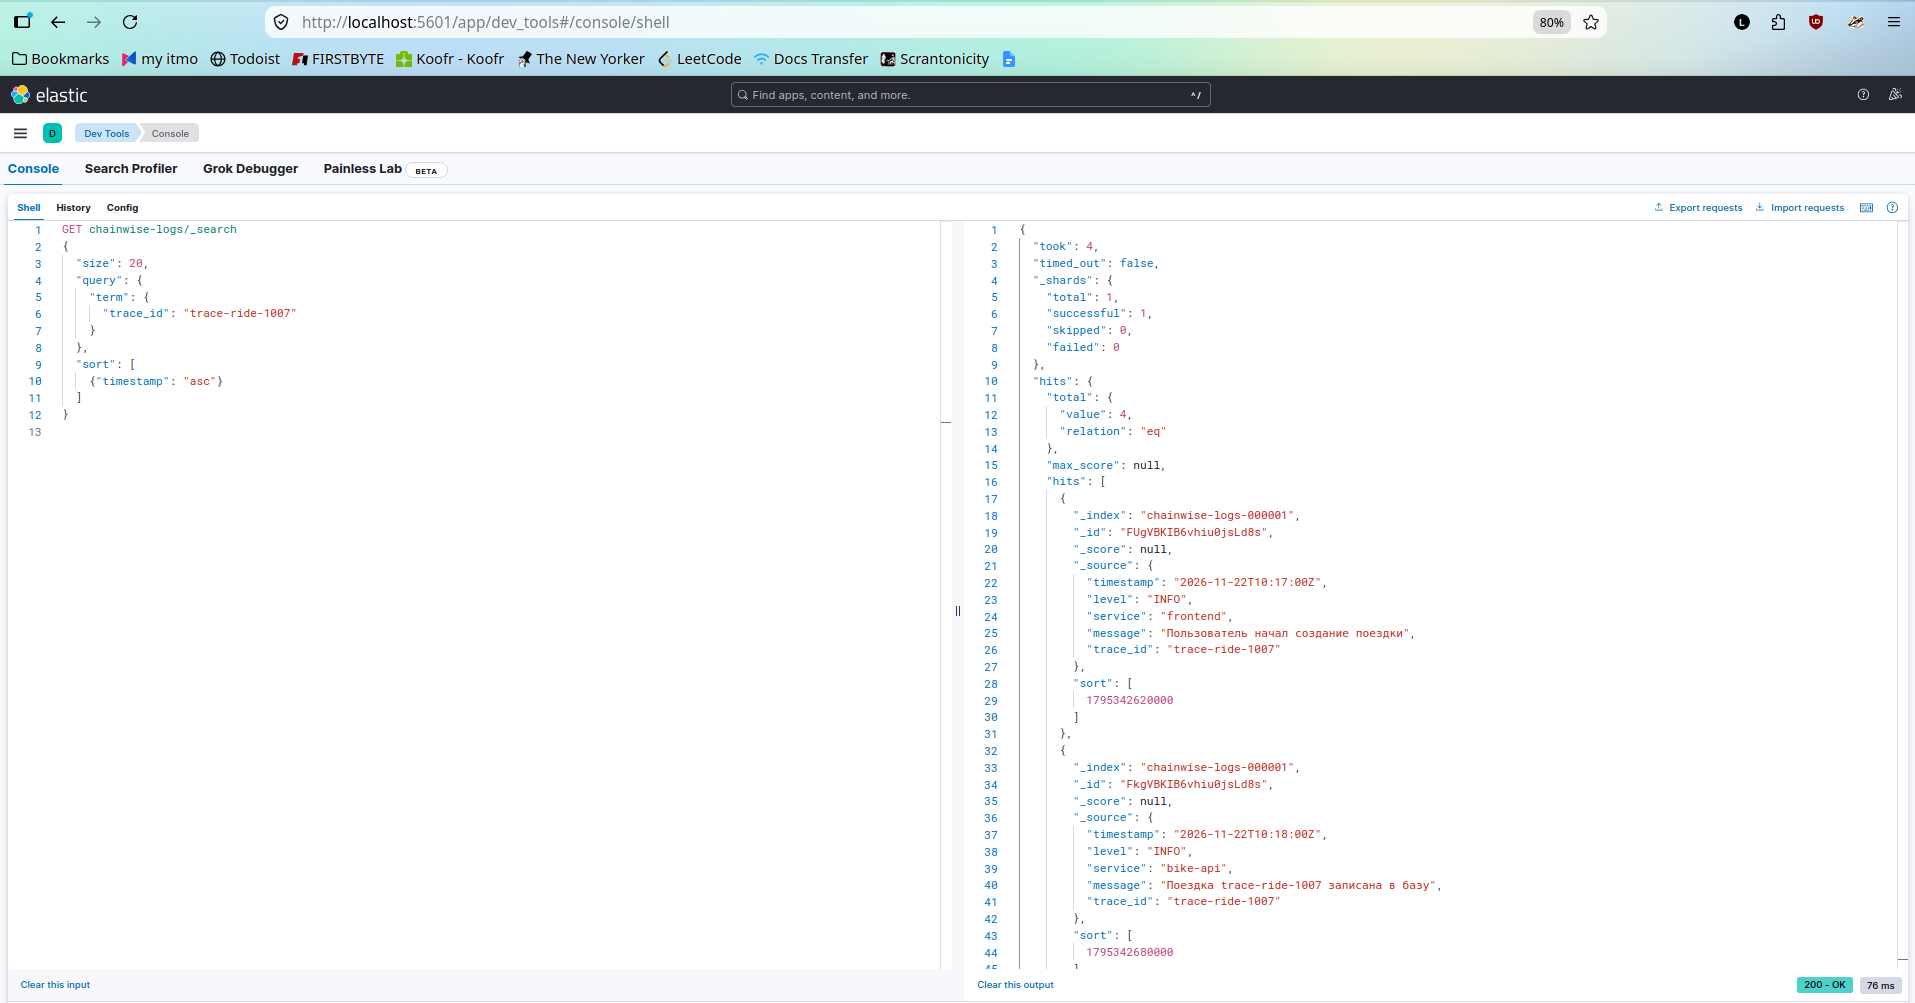 http://localhost:5601/app/dev_tools#/console/shell
80%
Bookmarks
my itmo
Todoist
FIRSTBYTE
Koofr - Koofr
The New Yorker
LeetCode
Docs Transfer
Scrantonicity
elastic
Find apps, content, and more.
^/
D
Dev Tools
Console
Console
Search Profiler
Grok Debugger
Painless Lab
BETA
Shell
History
Config
Export requests
Import requests
1 GET chainwise-logs/_search
2 {
3 "size": 20,
4 "query": {
5 "term": {
6 "trace_id": "trace-ride-1007"
7 }
8 },
9 "sort": [
10 {"timestamp": "asc"}
11 ]
12 }
13
1 {
2 "took": 4,
3 "timed_out": false,
4 "_shards": {
5 "total": 1,
6 "successful": 1,
7 "skipped": 0,
8 "failed": 0
9 },
10 "hits": {
11 "total": {
12 "value": 4,
13 "relation": "eq"
14 },
15 "max_score": null,
16 "hits": [
17 {
18 "_index": "chainwise-logs-000001",
19 "_id": "FUgVBKIB6vhiu0jsLd8s",
20 "_score": null,
21 "_source": {
22 "timestamp": "2026-11-22T10:17:00Z",
23 "level": "INFO",
24 "service": "frontend",
25 "message": "Пользователь начал создание поездки",
26 "trace_id": "trace-ride-1007"
27 },
28 "sort": [
29 1795342620000
30 ]
31 },
32 {
33 "_index": "chainwise-logs-000001",
34 "_id": "FkgVBKIB6vhiu0jsLd8s",
35 "_score": null,
36 "_source": {
37 "timestamp": "2026-11-22T10:18:00Z",
38 "level": "INFO",
39 "service": "bike-api",
40 "message": "Поездка trace-ride-1007 записана в базу",
41 "trace_id": "trace-ride-1007"
42 },
43 "sort": [
44 1795342680000
45 ]
Clear this input
Clear this output
200 - OK
76 ms